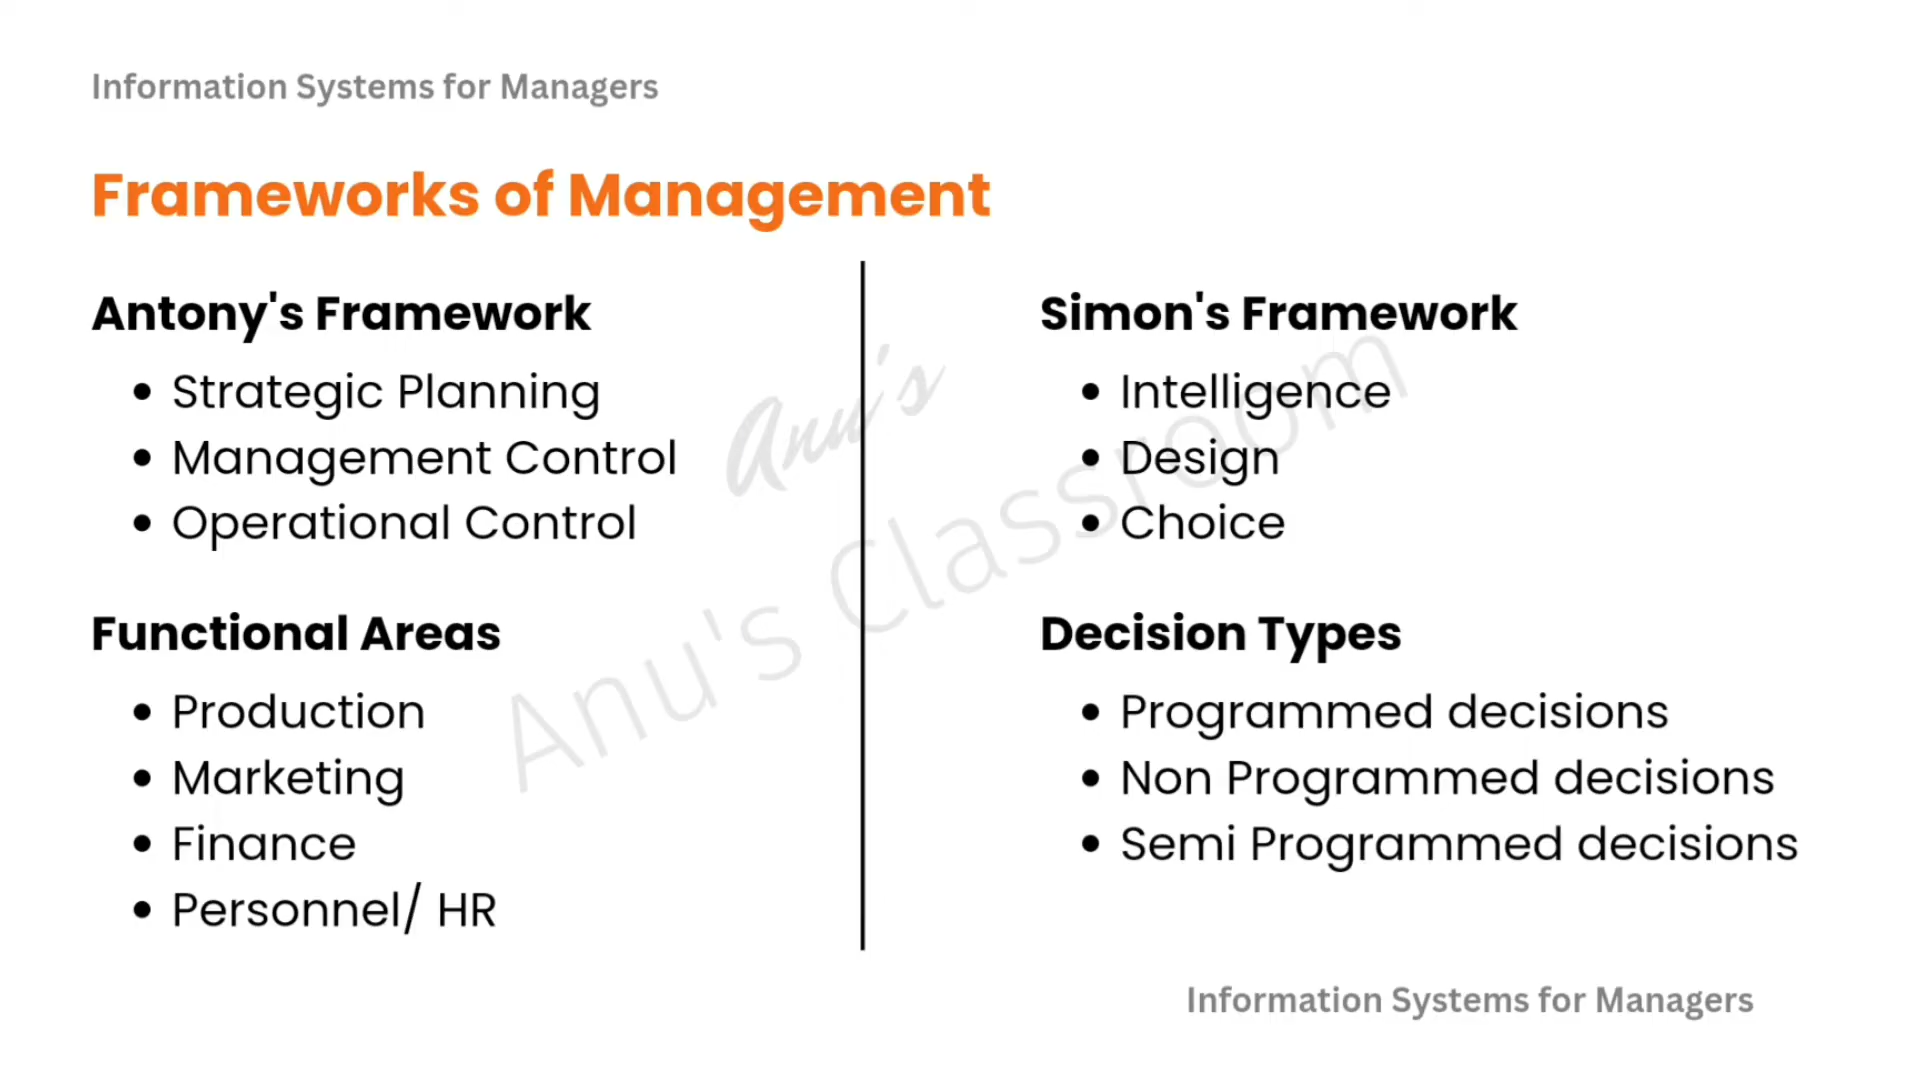 Information Systems for Managers
Frameworks of Management
Antony's Framework
• Strategic Planning
• Management Control
• Operational Control
Functional Areas
• Production
• Marketing
• Finance
• Personnel/ HR
Simon's Framework
• Intelligence
• Design
• Choice
Decision Types
• Programmed decisions
• Non Programmed decisions
• Semi Programmed decisions
Anu's
Anu's Classroom
Information Systems for Managers